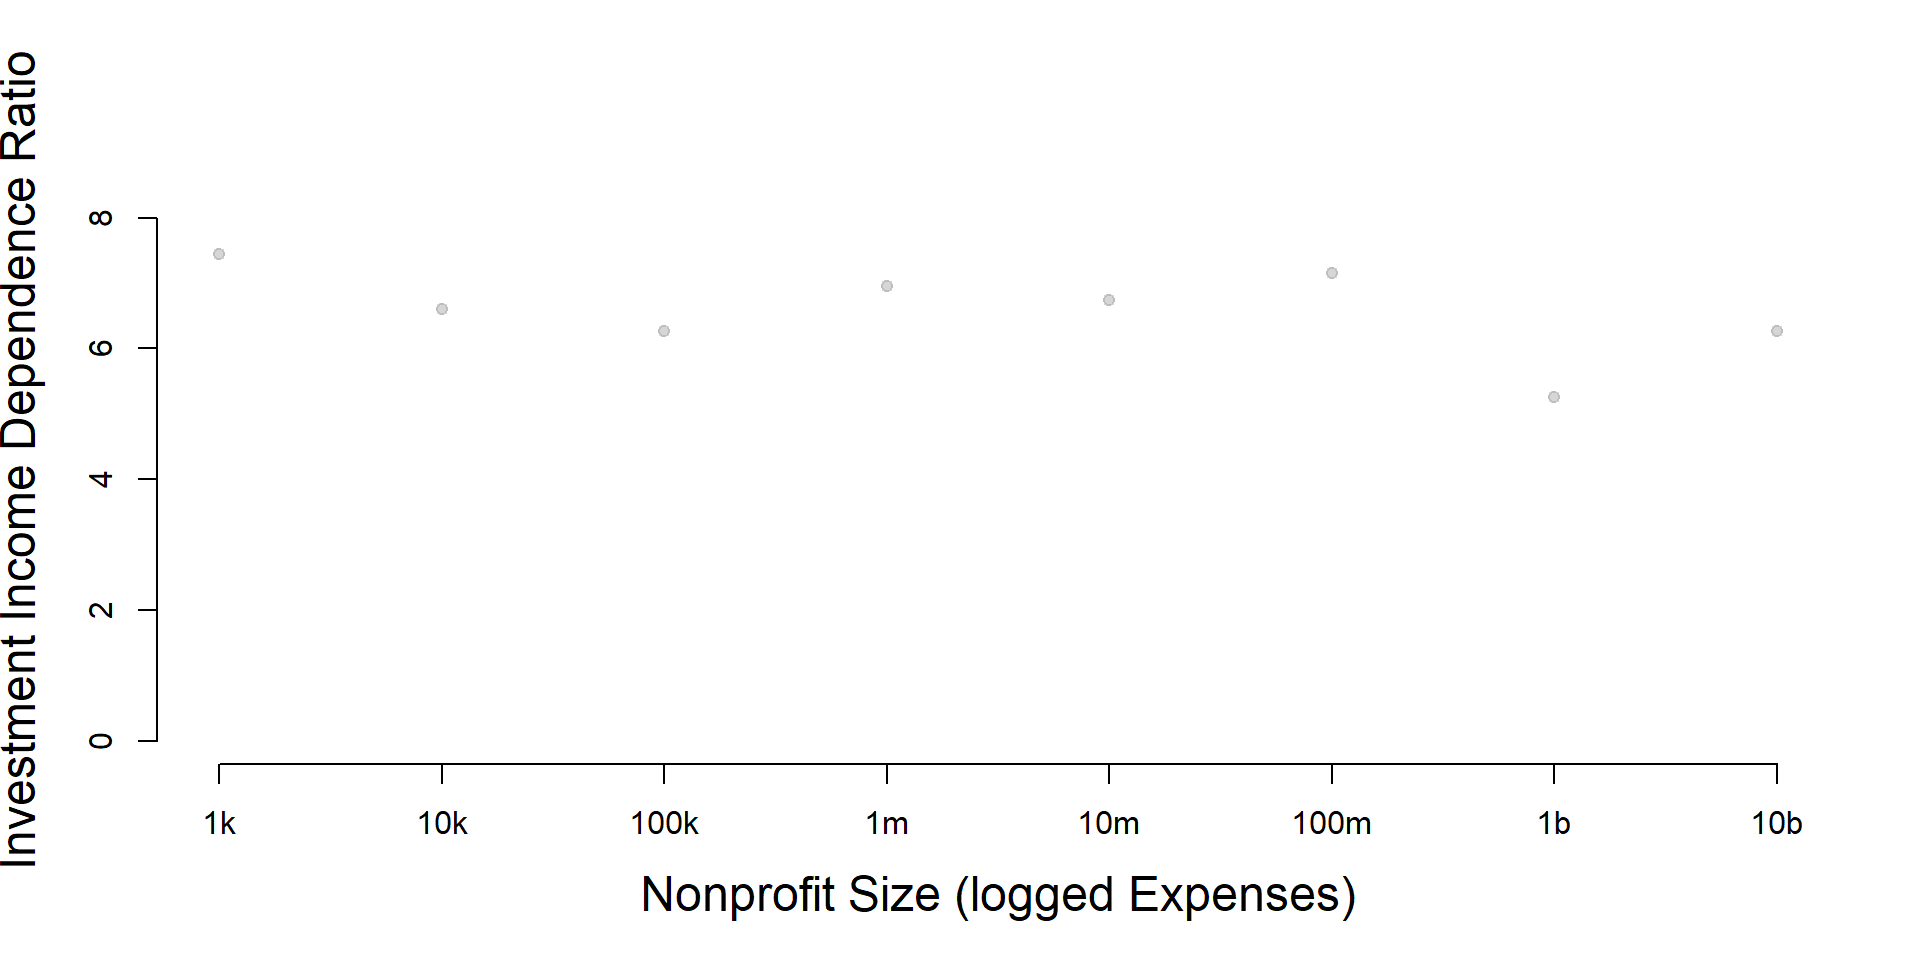 Investment Income Dependence Ratio
8
6
4
2
0
1k 10k 100k 1m 10m 100m 1b 10b
Nonprofit Size (logged Expenses)